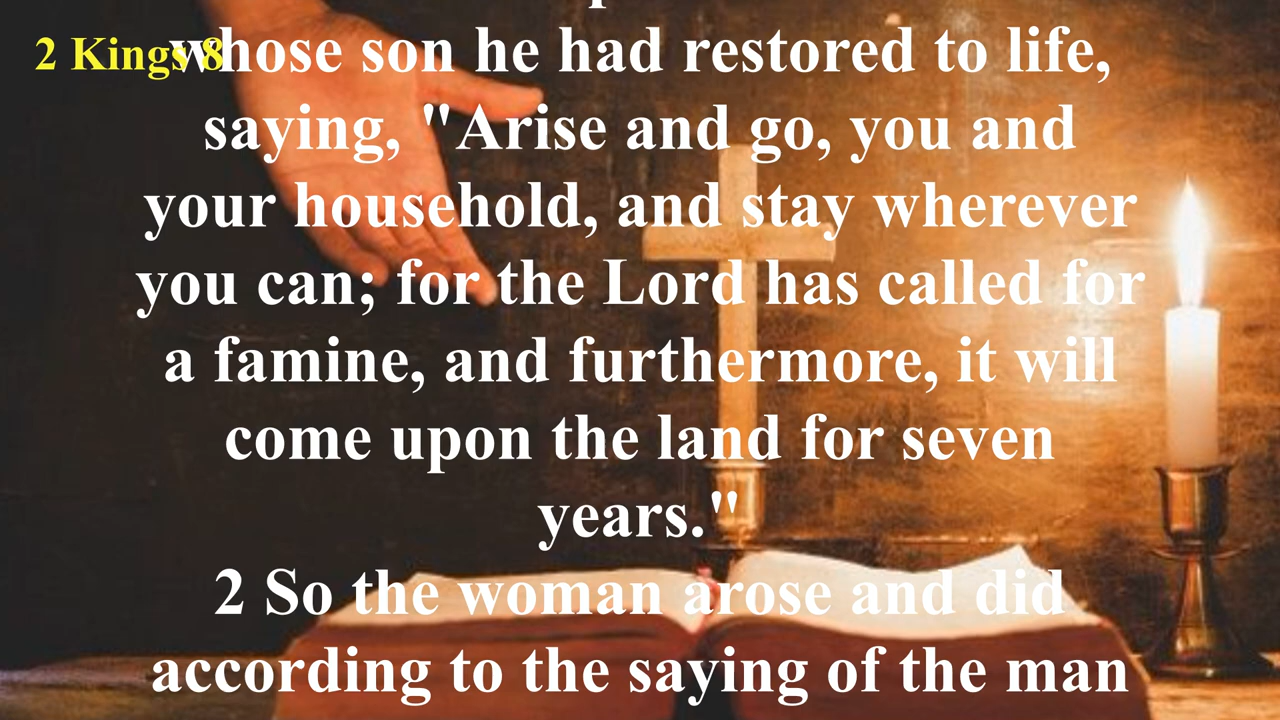 2 Kings 8
whose son he had restored to life,
saying, "Arise and go, you and
your household, and stay wherever
you can; for the Lord has called for
a famine, and furthermore, it will
come upon the land for seven
years."
2 So the woman arose and did
according to the saying of the man